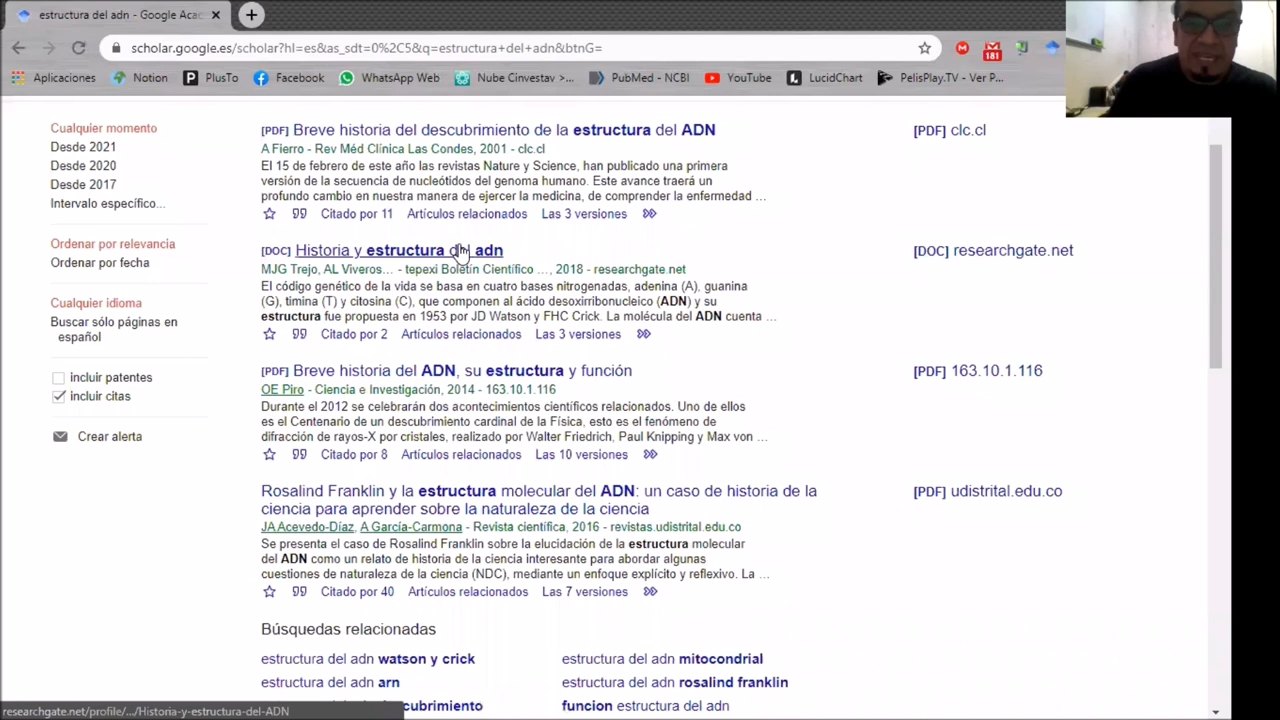 estructura del adn - Google Acac
scholar.google.es/scholar?hl=es&as_sdt=0%2C5&q=estructura+del+adn&btnG=
181
Aplicaciones Notion PlusTo Facebook WhatsApp Web Nube Cinvestav >... PubMed - NCBI YouTube LucidChart PelisPlay.TV - Ver P...
Cualquier momento
Desde 2021
Desde 2020
Desde 2017
Intervalo específico...
Ordenar por relevancia
Ordenar por fecha
Cualquier idioma
Buscar sólo páginas en
español
incluir patentes
incluir citas
Crear alerta
[PDF] Breve historia del descubrimiento de la estructura del ADN
[PDF] clc.cl
A Fierro - Rev Méd Clínica Las Condes, 2001 - clc.cl
El 15 de febrero de este año las revistas Nature y Science, han publicado una primera
versión de la secuencia de nucleótidos del genoma humano. Este avance traerá un
profundo cambio en nuestra manera de ejercer la medicina, de comprender la enfermedad ...
Citado por 11 Artículos relacionados Las 3 versiones
[DOC] Historia y estructura del adn
[DOC] researchgate.net
MJG Trejo, AL Viveros... - tepexi Boletín Científico ..., 2018 - researchgate.net
El código genético de la vida se basa en cuatro bases nitrogenadas, adenina (A), guanina
(G), timina (T) y citosina (C), que componen al ácido desoxirribonucleico (ADN) y su
estructura fue propuesta en 1953 por JD Watson y FHC Crick. La molécula del ADN cuenta ...
Citado por 2 Artículos relacionados Las 3 versiones
[PDF] Breve historia del ADN, su estructura y función
[PDF] 163.10.1.116
OE Piro - Ciencia e Investigación, 2014 - 163.10.1.116
Durante el 2012 se celebrarán dos acontecimientos científicos relacionados. Uno de ellos
es el Centenario de un descubrimiento cardinal de la Física, esto es el fenómeno de
difracción de rayos-X por cristales, realizado por Walter Friedrich, Paul Knipping y Max von ...
Citado por 8 Artículos relacionados Las 10 versiones
Rosalind Franklin y la estructura molecular del ADN: un caso de historia de la
ciencia para aprender sobre la naturaleza de la ciencia
[PDF] udistrital.edu.co
JA Acevedo-Díaz, A García-Carmona - Revista científica, 2016 - revistas.udistrital.edu.co
Se presenta el caso de Rosalind Franklin sobre la elucidación de la estructura molecular
del ADN como un relato de historia de la ciencia interesante para abordar algunas
cuestiones de naturaleza de la ciencia (NDC), mediante un enfoque explícito y reflexivo. La ...
Citado por 40 Artículos relacionados Las 7 versiones
Búsquedas relacionadas
estructura del adn watson y crick
estructura del adn mitocondrial
estructura del adn arn
estructura del adn rosalind franklin
funcion estructura del adn
researchgate.net/profile/.../Historia-y-estructura-del-ADN